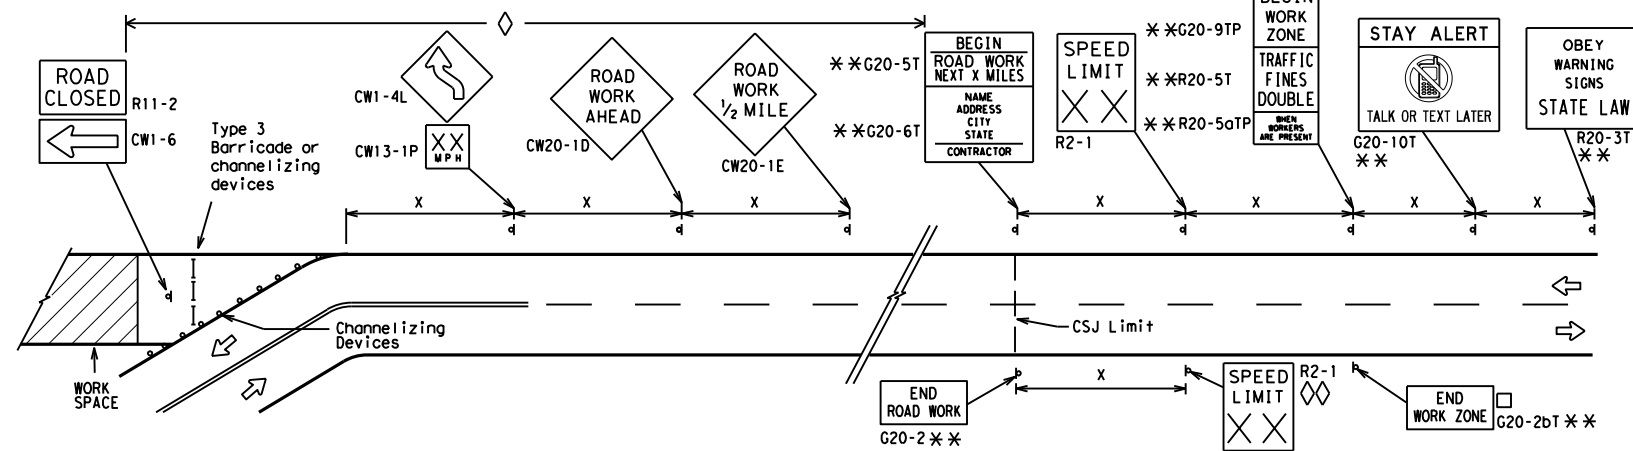 ROAD
CLOSED
R11-2
CW1-6
Type 3
Barricade or
channelizing
devices
CW1-4L
XX
MPH
CW13-1P
ROAD
WORK
AHEAD
CW20-1D
ROAD
WORK
1/2 MILE
CW20-1E
**G20-5T
BEGIN
ROAD WORK
NEXT X MILES
**G20-6T
NAME
ADDRESS
CITY
STATE
CONTRACTOR
SPEED
LIMIT
XX
R2-1
**G20-9TP
BEGIN
WORK
ZONE
**R20-5T
TRAFFIC
FINES
DOUBLE
**R20-5aTP
WHEN
WORKERS
ARE PRESENT
STAY ALERT
TALK OR TEXT LATER
G20-10T
**
OBEY
WARNING
SIGNS
STATE LAW
R20-3T
**
X
X
X
X
X
X
X
Channelizing
Devices
WORK
SPACE
CSJ Limit
X
END
ROAD WORK
G20-2 **
SPEED
LIMIT
XX
R2-1
END
WORK ZONE
G20-2bT **